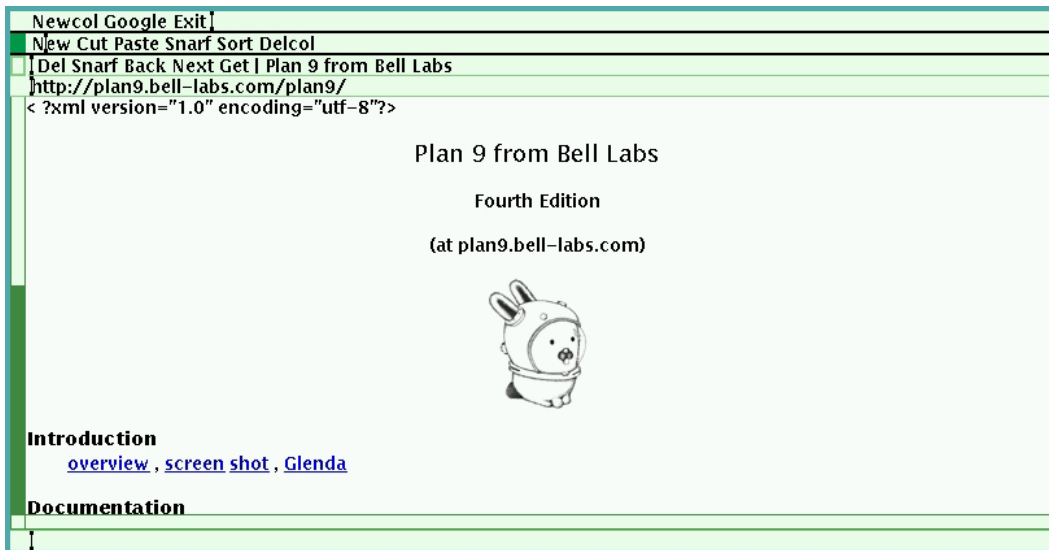 Newcol Google Exit
New Cut Paste Snarf Sort Delcol
Del Snarf Back Next Get | Plan 9 from Bell Labs
http://plan9.bell-labs.com/plan9/
< ?xml version="1.0" encoding="utf-8"?>
Plan 9 from Bell Labs
Fourth Edition
(at plan9.bell-labs.com)
Introduction
overview , screen shot , Glenda
Documentation